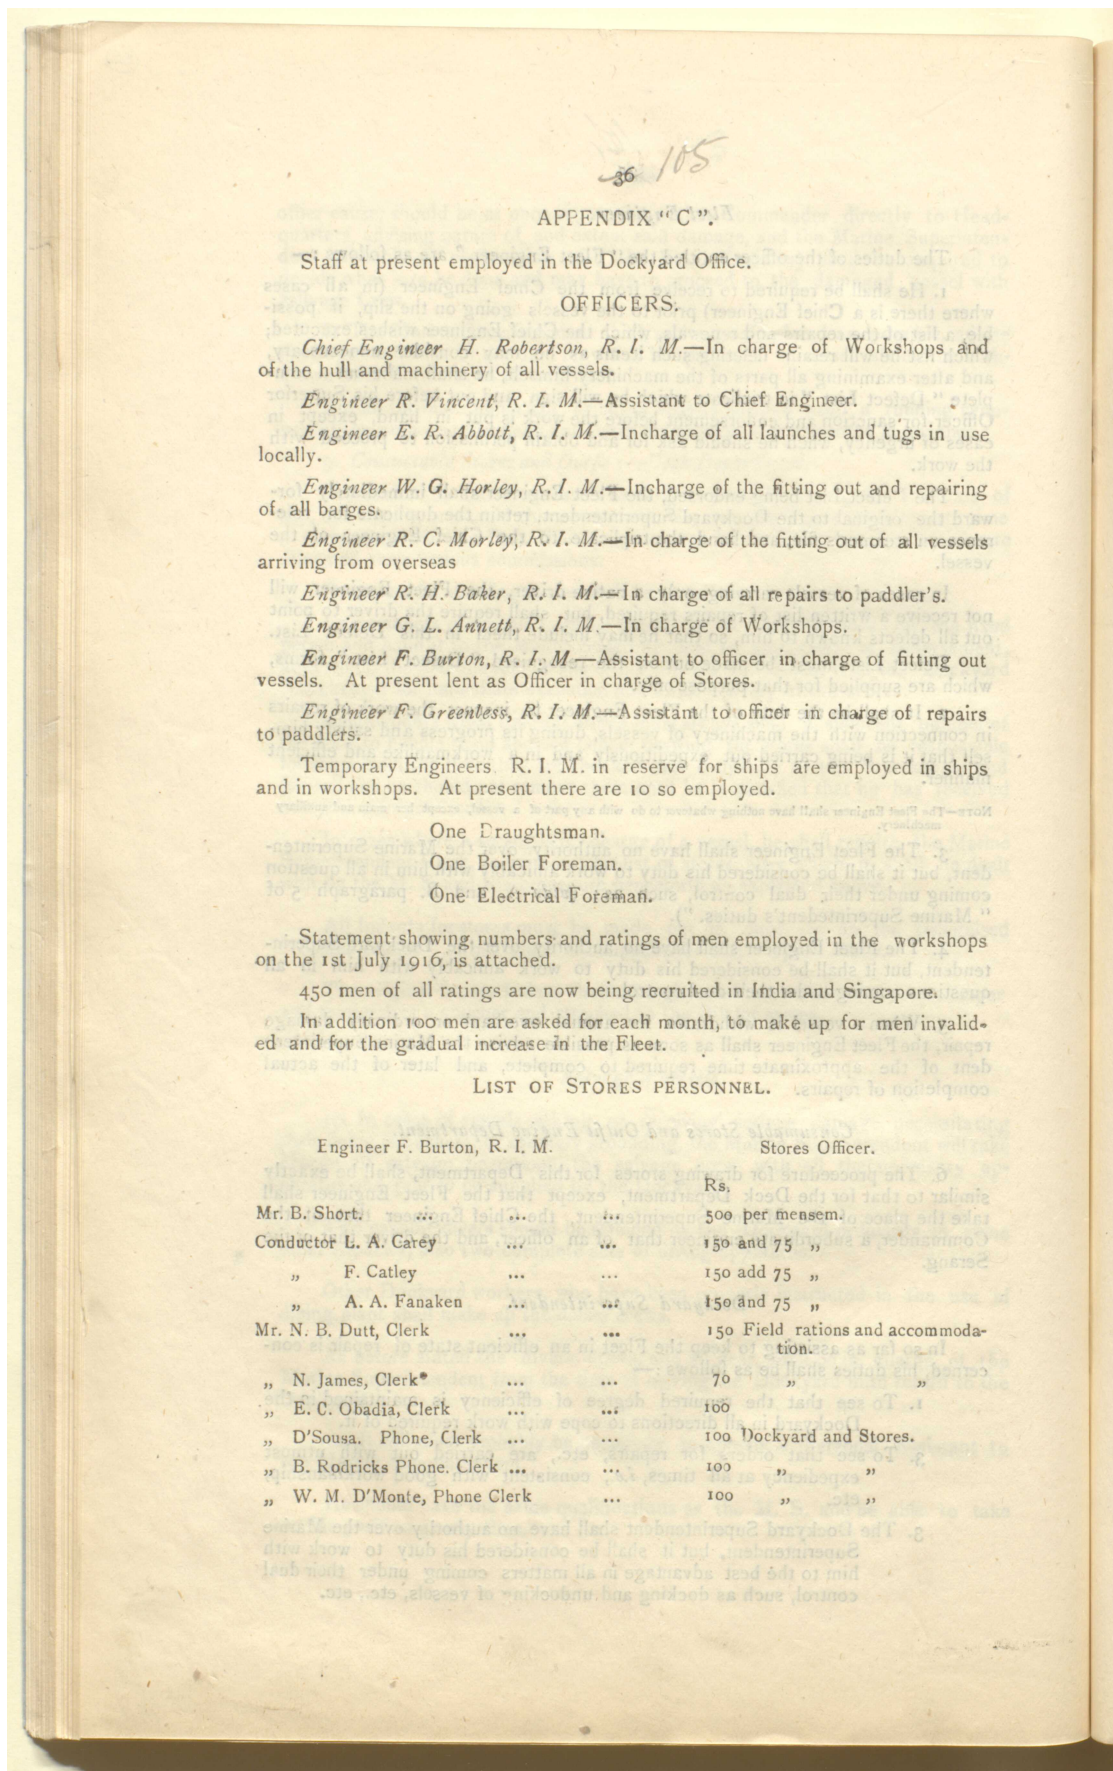 36 105
APPENDIX "C".
Staff at present employed in the Dockyard Office.
OFFICERS.
Chief Engineer H. Robertson, R. I. M.—In charge of Workshops and
of the hull and machinery of all vessels.
Engineer R. Vincent, R. I. M.—Assistant to Chief Engineer.
Engineer E. R. Abbott, R. I. M.—Incharge of all launches and tugs in use
locally.
Engineer W. G. Horley, R. I. M.—Incharge of the fitting out and repairing
of all barges.
Engineer R. C. Morley, R. I. M.—In charge of the fitting out of all vessels
arriving from overseas
Engineer R. H. Baker, R. I. M.—In charge of all repairs to paddler's.
Engineer G. L. Annett, R. I. M.—In charge of Workshops.
Engineer F. Burton, R. I. M—Assistant to officer in charge of fitting out
vessels. At present lent as Officer in charge of Stores.
Engineer F. Greenless, R. I. M.—Assistant to officer in charge of repairs
to paddlers.
Temporary Engineers R. I. M. in reserve for ships are employed in ships
and in workshops. At present there are 10 so employed.
One Draughtsman.
One Boiler Foreman.
One Electrical Foreman.
Statement showing numbers and ratings of men employed in the workshops
on the 1st July 1916, is attached.
450 men of all ratings are now being recruited in India and Singapore.
In addition 100 men are asked for each month, to make up for men invalid-
ed and for the gradual increase in the Fleet.
LIST OF STORES PERSONNEL.
Engineer F. Burton, R. I. M. Stores Officer.
Rs.
Mr. B. Short. ... ... ... 500 per mensem.
Conductor L. A. Carey ... ... 150 and 75 „
„ F. Catley ... ... 150 add 75 „
„ A. A. Fanaken ... ... 150 and 75 „
Mr. N. B. Dutt, Clerk ... ... 150 Field rations and accommoda-
tion.
„ N. James, Clerk* ... ... 70 „ „
„ E. C. Obadia, Clerk ... ... 100
„ D'Sousa. Phone, Clerk ... ... 100 Dockyard and Stores.
„ B. Rodricks Phone. Clerk ... ... 100 „ „
„ W. M. D'Monte, Phone Clerk ... 100 „ „